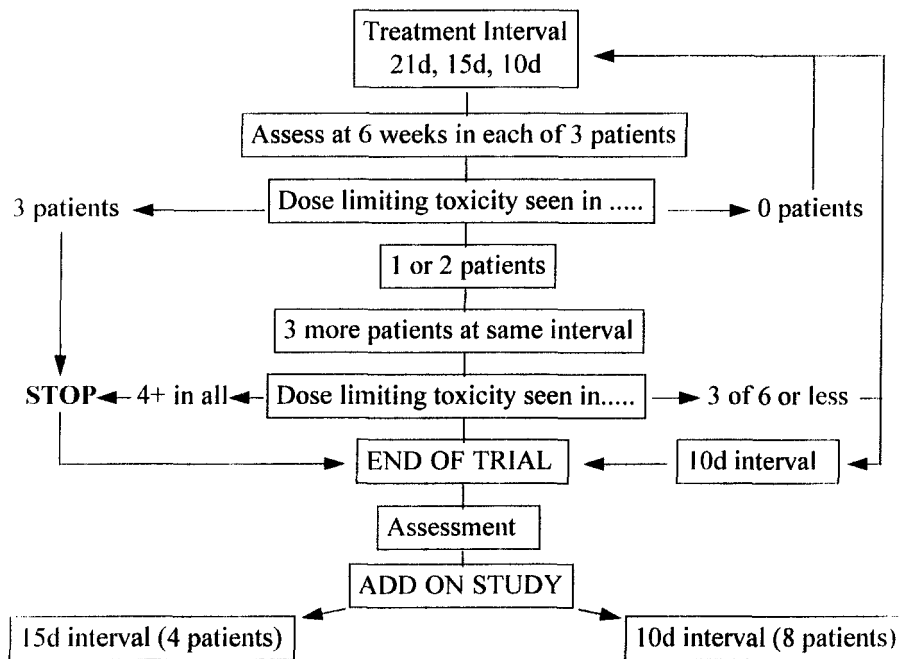 Treatment Interval
21d, 15d, 10d
Assess at 6 weeks in each of 3 patients
3 patients
Dose limiting toxicity seen in .....
0 patients
1 or 2 patients
3 more patients at same interval
STOP
4+ in all
Dose limiting toxicity seen in.....
3 of 6 or less
END OF TRIAL
10d interval
Assessment
ADD ON STUDY
15d interval (4 patients)
10d interval (8 patients)